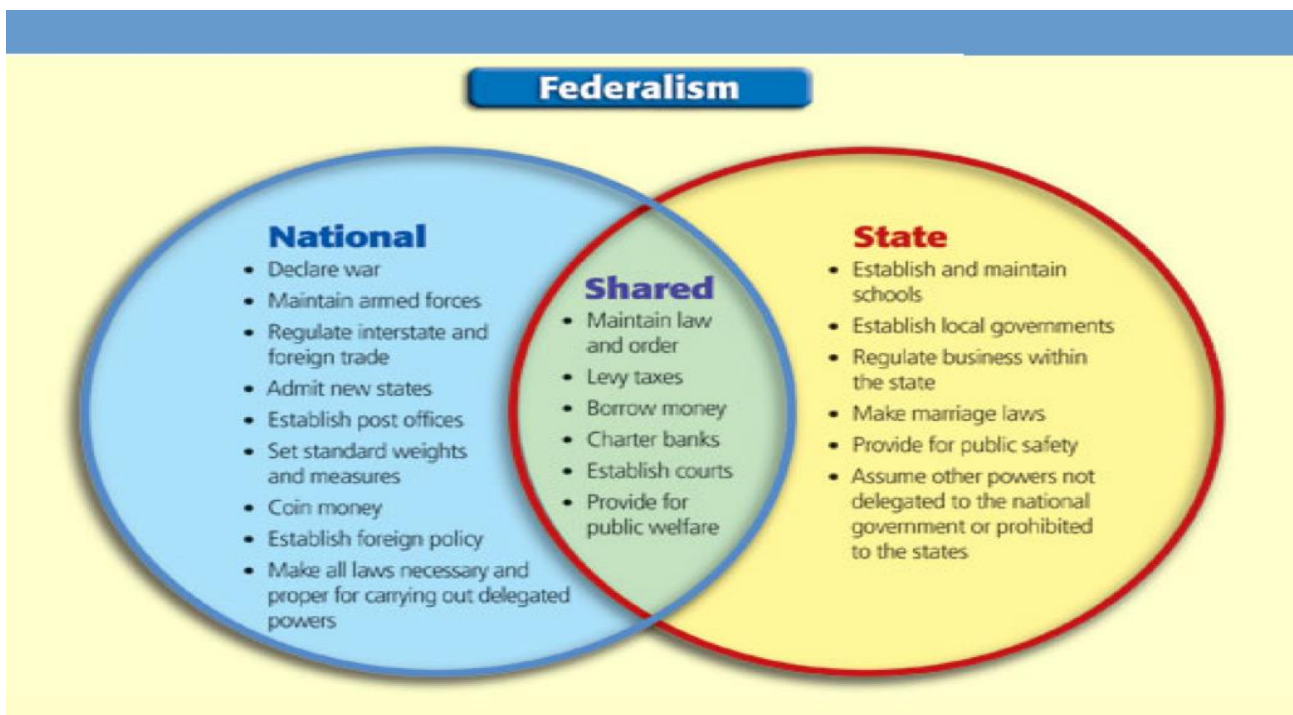 Federalism
National
• Declare war
• Maintain armed forces
• Regulate interstate and
foreign trade
• Admit new states
• Establish post offices
• Set standard weights
and measures
• Coin money
• Establish foreign policy
• Make all laws necessary and
proper for carrying out delegated
powers
Shared
• Maintain law
and order
• Levy taxes
• Borrow money
• Charter banks
• Establish courts
• Provide for
public welfare
State
• Establish and maintain
schools
• Establish local governments
• Regulate business within
the state
• Make marriage laws
• Provide for public safety
• Assume other powers not
delegated to the national
government or prohibited
to the states